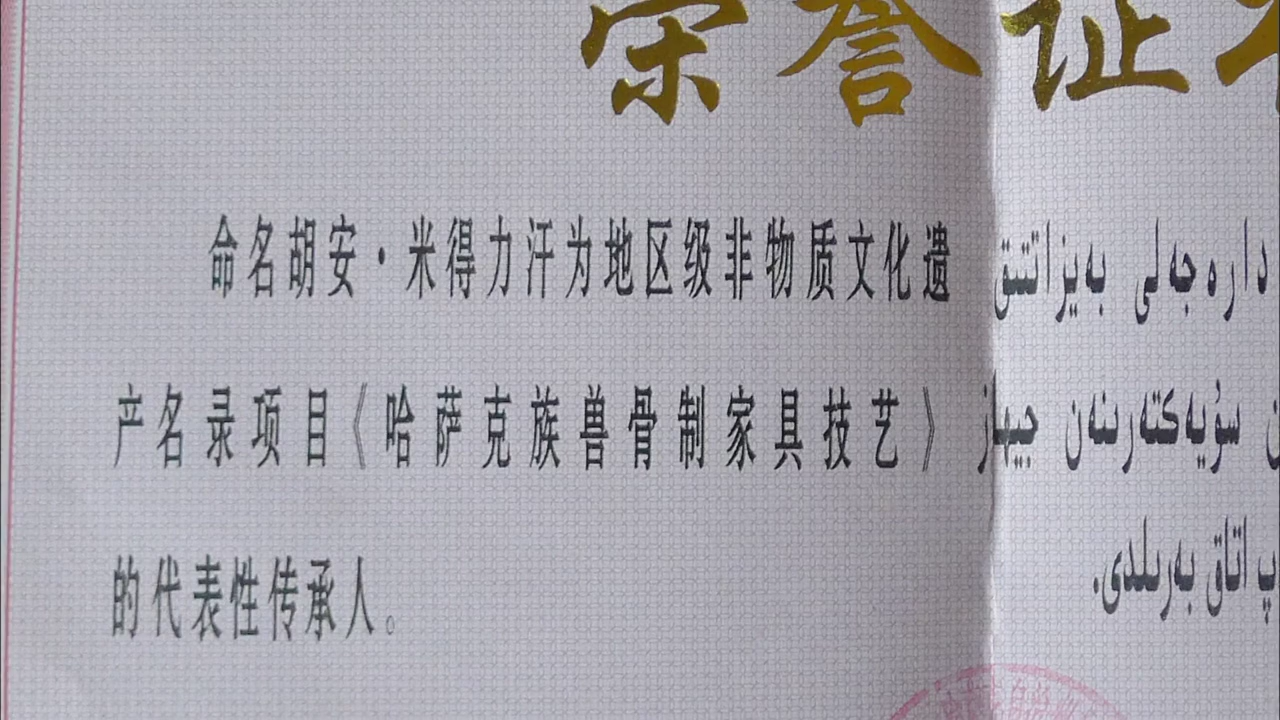 荣誉证
命名胡安·米得力汗为地区级非物质文化遗
产名录项目《哈萨克族兽骨制家具技艺》
的代表性传承人。
دارەجەلى بەيزاتتىق
سۇيەكتەرىنەن جيھاز
اتاق بەرىلدى.